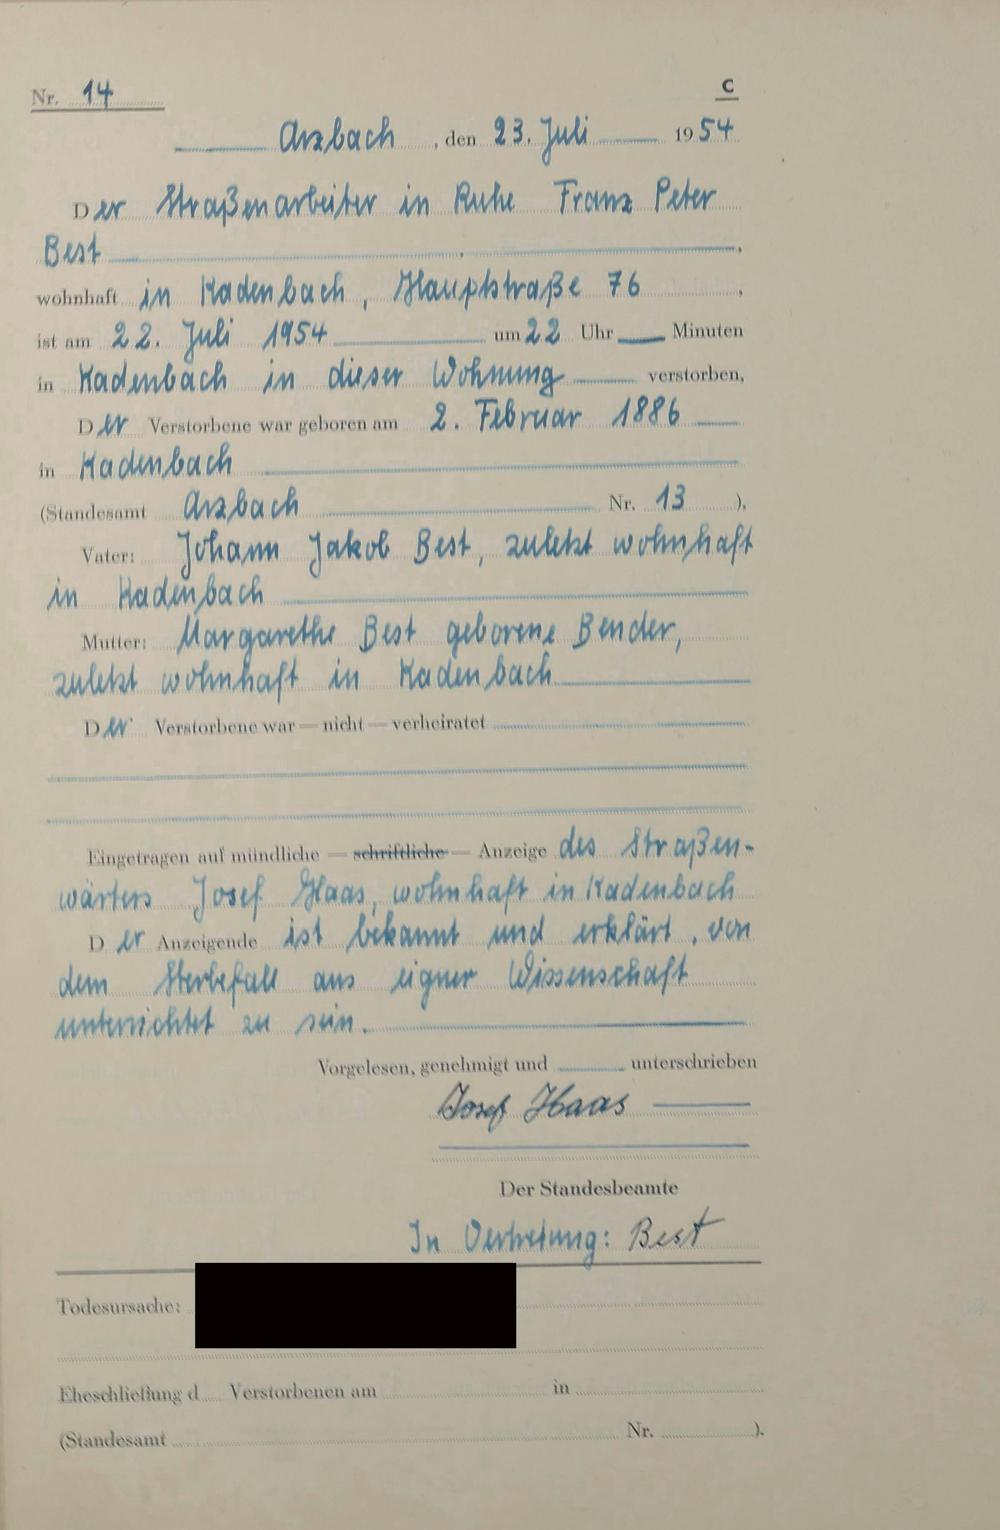 Nr. 14
C
Arzbach, den 23. Juli 1954
Der Straßenarbeiter in Ruhe Franz Peter
Best,
wohnhaft in Kadenbach, Hauptstraße 76,
ist am 22. Juli 1954 um 22 Uhr Minuten
in Kadenbach in dieser Wohnung verstorben,
Der Verstorbene war geboren am 2. Februar 1886
in Kadenbach
(Standesamt Arzbach Nr. 13),
Vater: Johann Jakob Best, zuletzt wohnhaft
in Kadenbach
Mutter: Margarethe Best geborene Bender,
zuletzt wohnhaft in Kadenbach
Der Verstorbene war — nicht — verheiratet
Eingetragen auf mündliche — schriftliche — Anzeige des Straßen-
wärters Josef Haas, wohnhaft in Kadenbach
Der Anzeigende ist bekannt und erklärt, von
dem Sterbefall aus eigner Wissenschaft
unterrichtet zu sein.
Vorgelesen, genehmigt und unterschrieben
Josef Haas
Der Standesbeamte
In Vertretung: Best
Todesursache:
Eheschließung d Verstorbenen am in
(Standesamt Nr. ).